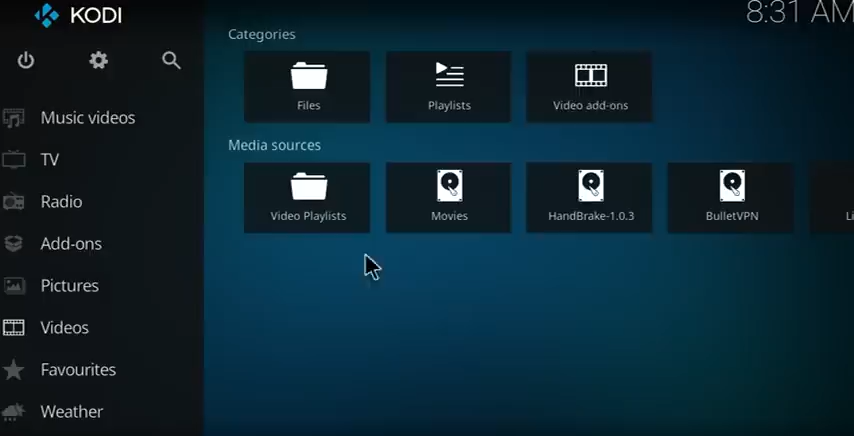 KODI
8:31 AM
Categories
Files
Playlists
Video add-ons
Media sources
Video Playlists
Movies
HandBrake-1.0.3
BulletVPN
Music videos
TV
Radio
Add-ons
Pictures
Videos
Favourites
Weather